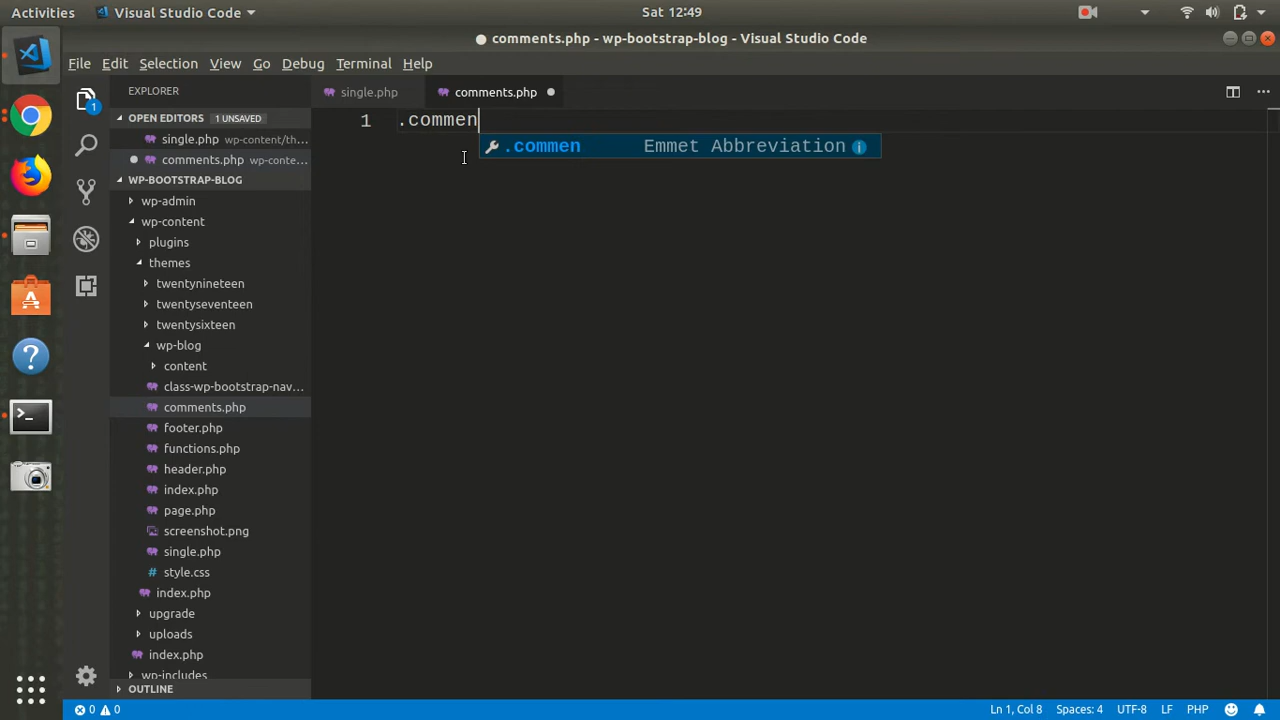 Activities
Visual Studio Code
Sat 12:49
comments.php - wp-bootstrap-blog - Visual Studio Code
File Edit Selection View Go Debug Terminal Help
EXPLORER
single.php
comments.php
OPEN EDITORS 1 UNSAVED
single.php wp-content/th...
comments.php wp-conte...
WP-BOOTSTRAP-BLOG
wp-admin
wp-content
plugins
themes
twentynineteen
twentyseventeen
twentysixteen
wp-blog
content
class-wp-bootstrap-nav...
comments.php
footer.php
functions.php
header.php
index.php
page.php
screenshot.png
single.php
# style.css
index.php
upgrade
uploads
index.php
wp-includes
OUTLINE
1
1 .commen
.commen Emmet Abbreviation
0 0
Ln 1, Col 8 Spaces: 4 UTF-8 LF PHP